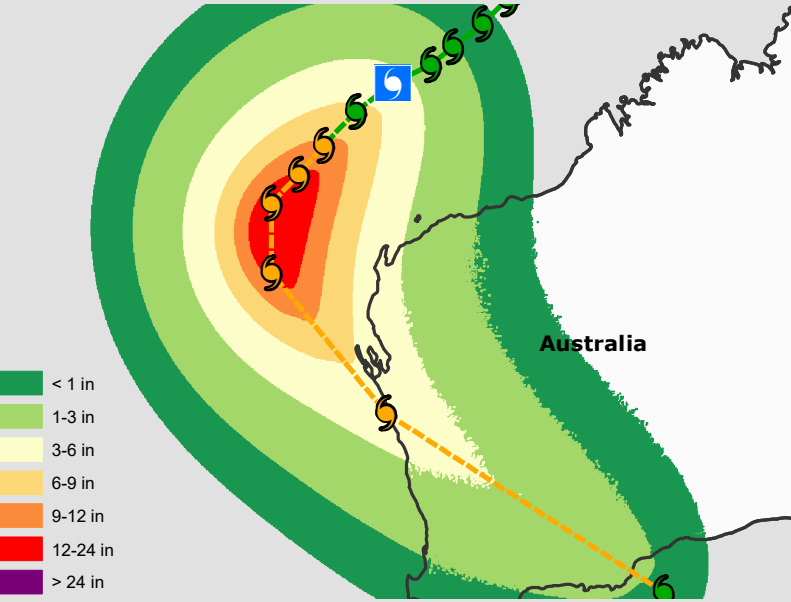 Australia
< 1 in
1-3 in
3-6 in
6-9 in
9-12 in
12-24 in
> 24 in